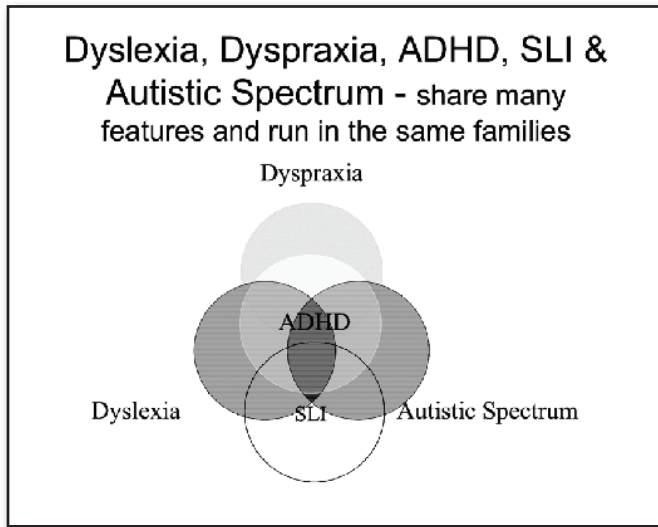 Dyslexia, Dyspraxia, ADHD, SLI &
Autistic Spectrum - share many
features and run in the same families
Dyspraxia
ADHD
Dyslexia
SLI
Autistic Spectrum